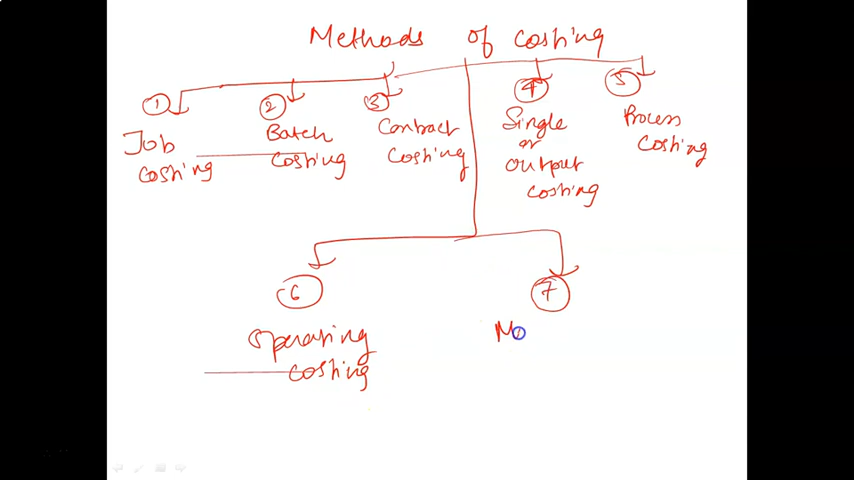 Methods of costing
① Job costing
② Batch costing
③ Contract costing
④ Single or output costing
⑤ Process costing
⑥ Operating costing
⑦ M